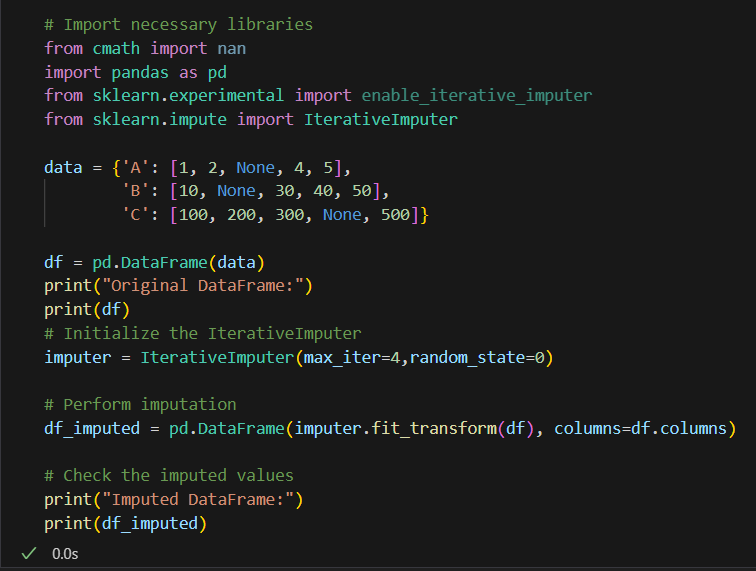 # Import necessary libraries
from cmath import nan
import pandas as pd
from sklearn.experimental import enable_iterative_imputer
from sklearn.impute import IterativeImputer

data = {'A': [1, 2, None, 4, 5],
        'B': [10, None, 30, 40, 50],
        'C': [100, 200, 300, None, 500]}

df = pd.DataFrame(data)
print("Original DataFrame:")
print(df)
# Initialize the IterativeImputer
imputer = IterativeImputer(max_iter=4,random_state=0)

# Perform imputation
df_imputed = pd.DataFrame(imputer.fit_transform(df), columns=df.columns)

# Check the imputed values
print("Imputed DataFrame:")
print(df_imputed)
0.0s